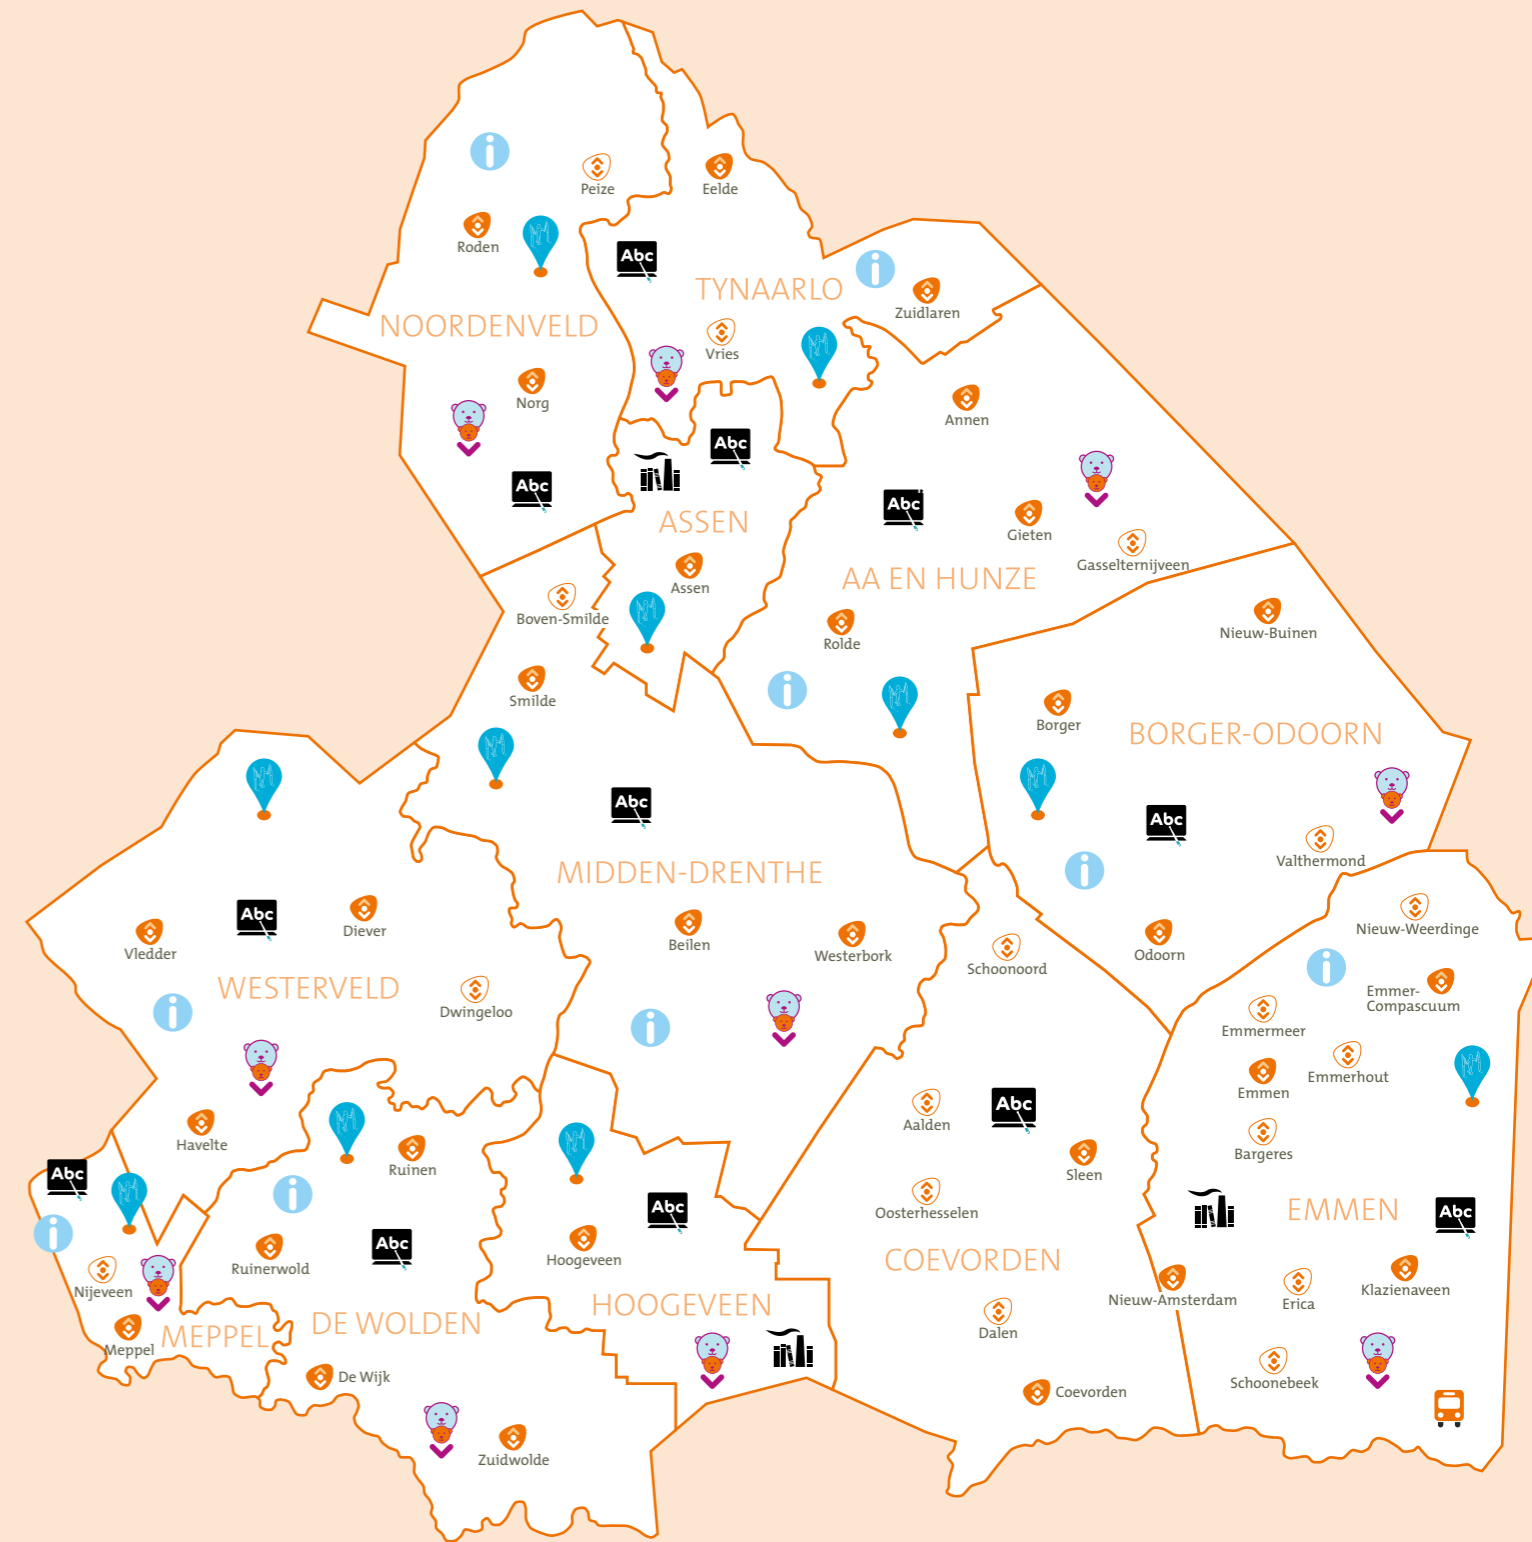 Peize
Eelde
Roden
Abc
TYNAARLO
Zuidlaren
NOORDENVELD
Vries
Norg
Annen
Abc
Abc
Abc
ASSEN
Gieten
Gasselternijveen
AA EN HUNZE
Assen
Boven-Smilde
Rolde
Nieuw-Buinen
Smilde
Borger
BORGER-ODOORN
Abc
Abc
Valthermond
MIDDEN-DRENTHE
Abc
Diever
Vledder
Beilen
Westerbork
Odoorn
Schoonoord
Nieuw-Weerdinge
WESTERVELD
Dwingeloo
Emmer-
Compascuum
Emmermeer
Emmerhout
Emmen
Aalden
Abc
Havelte
Bargeres
Ruinen
Sleen
Abc
Oosterhesselen
Abc
EMMEN
Abc
Abc
Ruinerwold
Hoogeveen
COEVORDEN
Nijeveen
Nieuw-Amsterdam
Erica
Klazienaveen
HOOGEVEEN
DE WOLDEN
MEPPEL
Meppel
Dalen
De Wijk
Schoonebeek
Coevorden
Zuidwolde